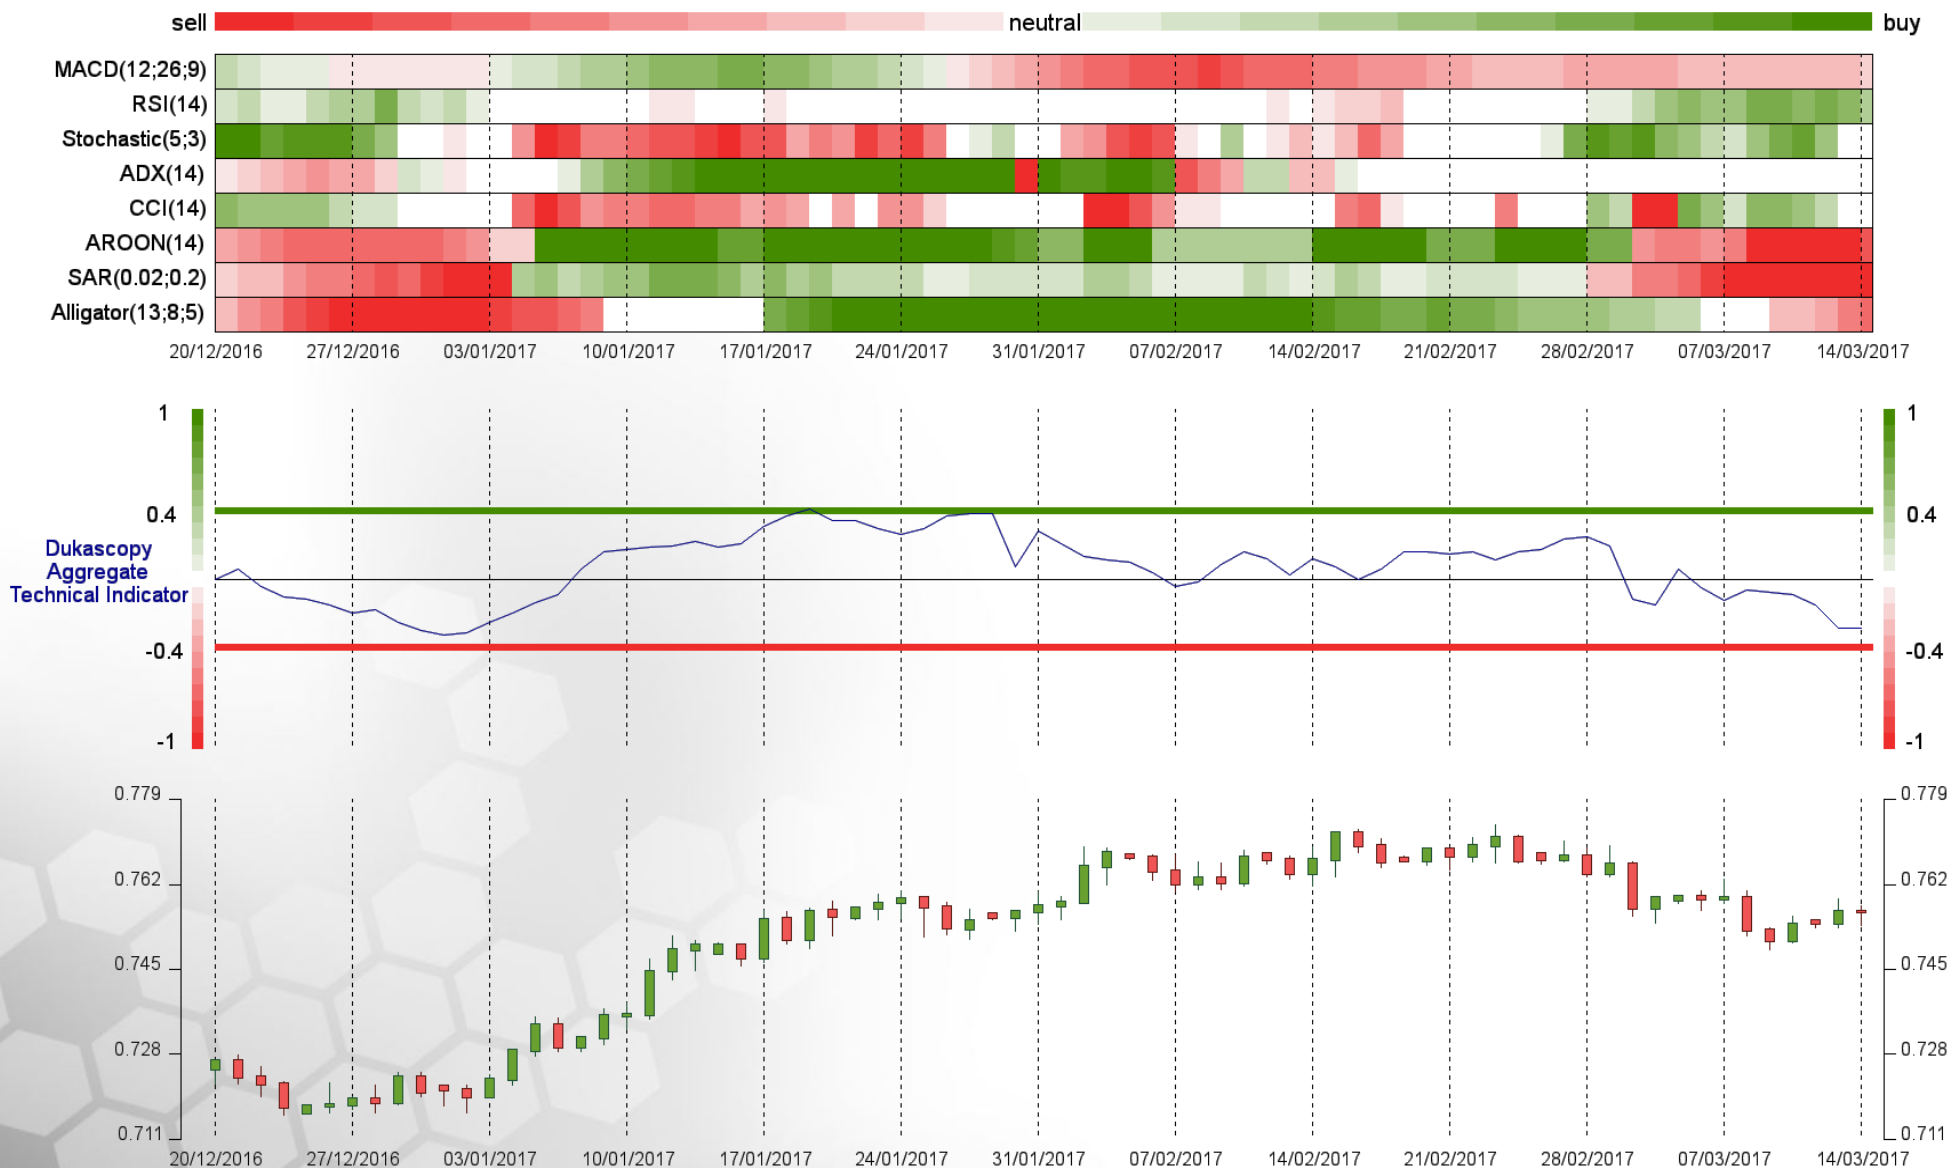 sell neutral buy
MACD(12;26;9)
RSI(14)
Stochastic(5;3)
ADX(14)
CCI(14)
AROON(14)
SAR(0.02;0.2)
Alligator(13;8;5)
20/12/2016 27/12/2016 03/01/2017 10/01/2017 17/01/2017 24/01/2017 31/01/2017 07/02/2017 14/02/2017 21/02/2017 28/02/2017 07/03/2017 14/03/2017
1 1
0.4 0.4
Dukascopy
Aggregate
Technical Indicator
-0.4 -0.4
-1 -1
0.779 0.779
0.762 0.762
0.745 0.745
0.728 0.728
0.711 0.711
20/12/2016 27/12/2016 03/01/2017 10/01/2017 17/01/2017 24/01/2017 31/01/2017 07/02/2017 14/02/2017 21/02/2017 28/02/2017 07/03/2017 14/03/2017